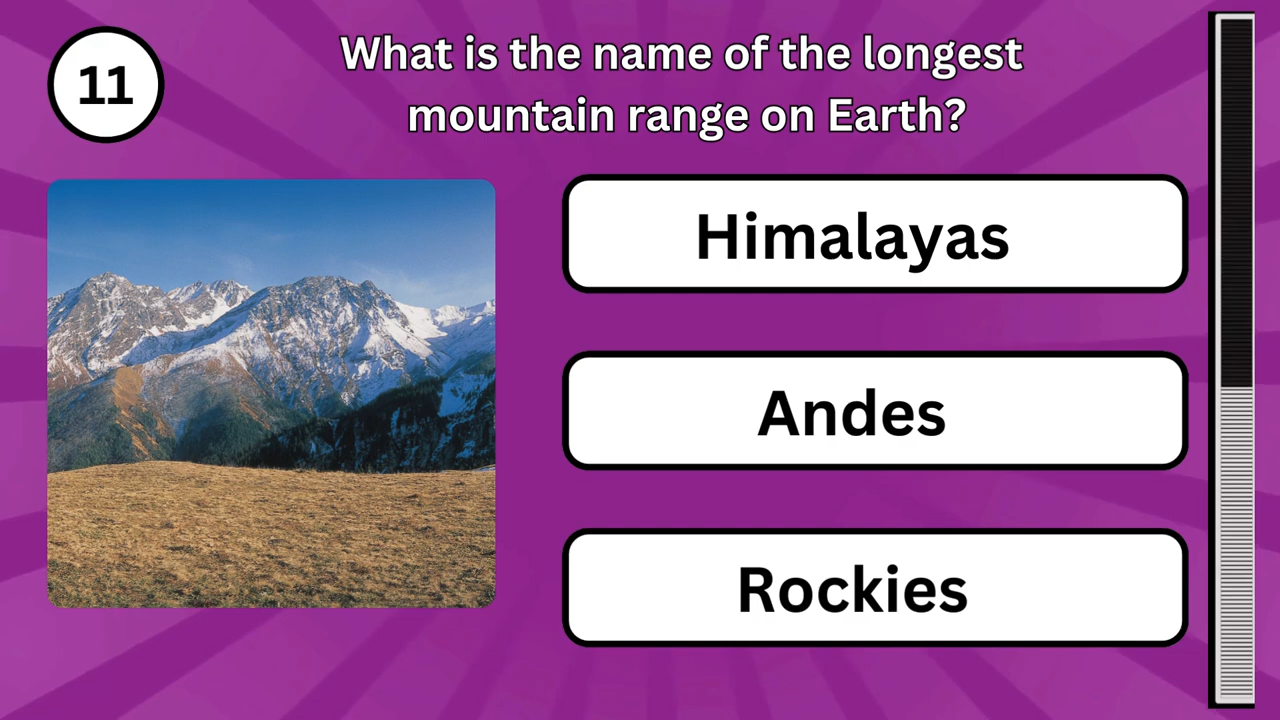 11
What is the name of the longest
mountain range on Earth?
Himalayas
Andes
Rockies